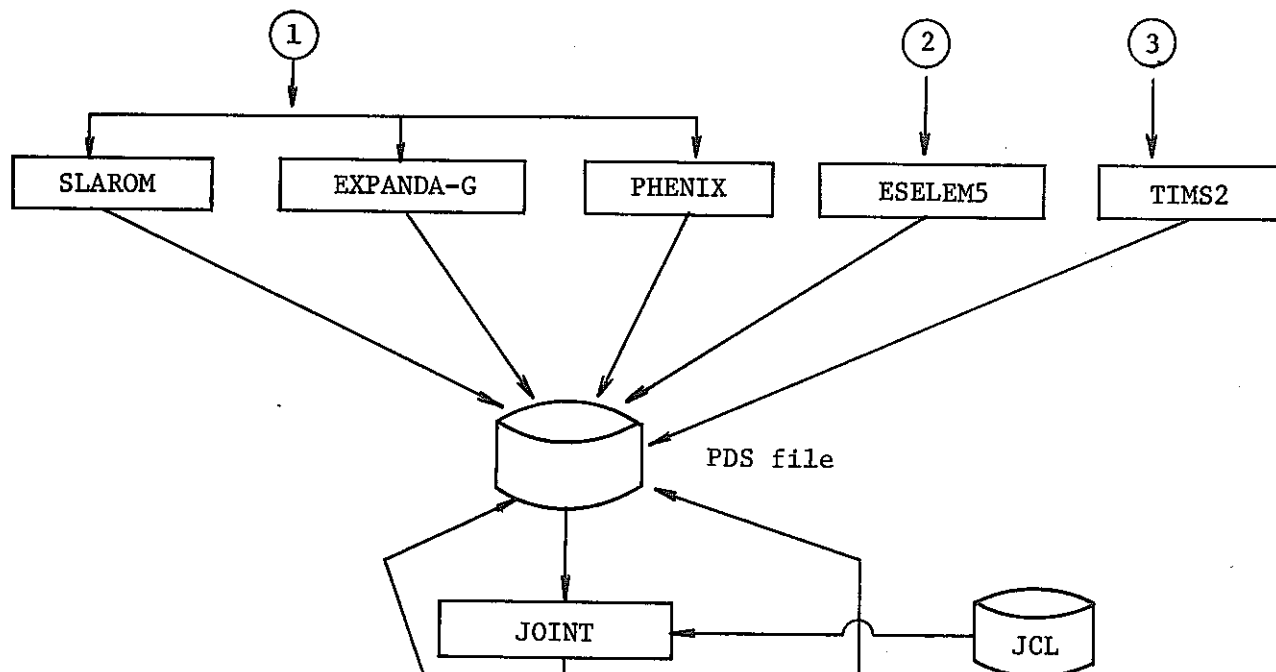 1
2
3
SLAROM
EXPANDA-G
PHENIX
ESELEM5
TIMS2
PDS file
JOINT
JCL